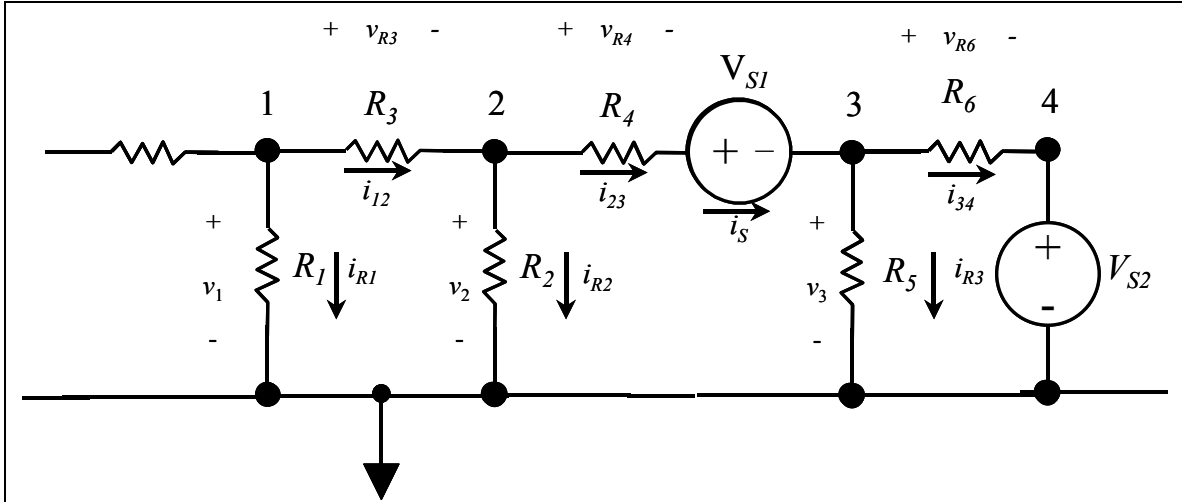 + v_R3 - + v_R4 - + v_R6 -
V_S1
1 R_3 2 R_4 3 R_6 4
+ −
i_12 i_23 i_S i_34
+ + +
R_1 i_R1 R_2 i_R2 R_5 i_R3 + V_S2
v_1 v_2 v_3
- - - -